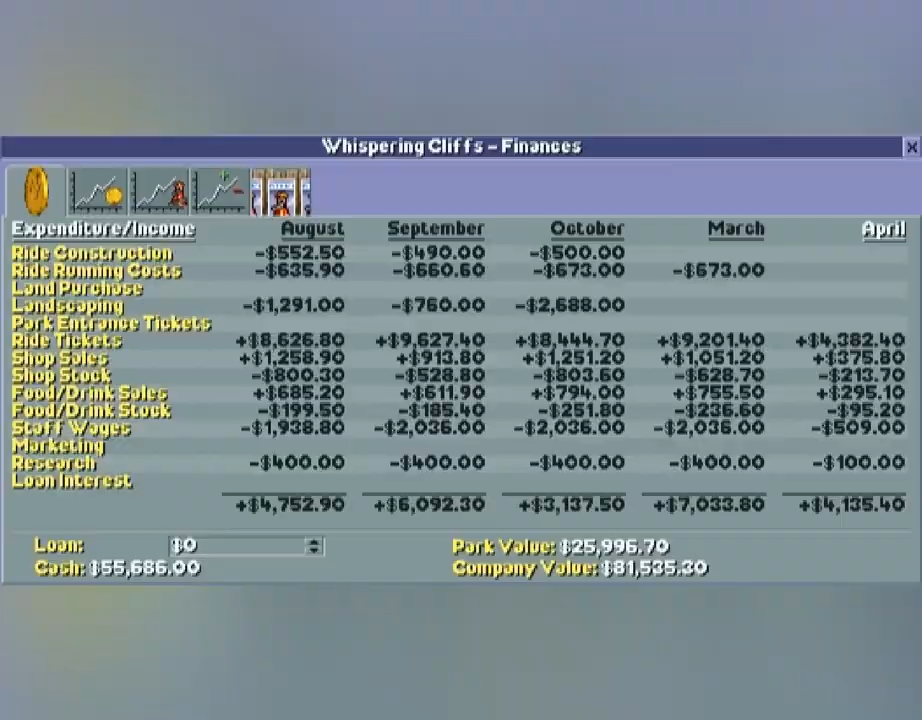 Whispering Cliffs - Finances
Expenditure/Income August September October March April
Ride Construction -$552.50 -$490.00 -$500.00
Ride Running Costs -$635.90 -$660.60 -$673.00 -$673.00
Land Purchase
Landscaping -$1,291.00 -$760.00 -$2,688.00
Park Entrance Tickets
Ride Tickets +$8,626.80 +$9,627.40 +$8,444.70 +$9,201.40 +$4,382.40
Shop Sales +$1,258.90 +$913.80 +$1,251.20 +$1,051.20 +$375.80
Shop Stock -$800.30 -$528.80 -$803.60 -$628.70 -$213.70
Food/Drink Sales +$685.20 +$611.90 +$794.00 +$755.50 +$295.10
Food/Drink Stock -$199.50 -$185.40 -$251.80 -$236.60 -$95.20
Staff Wages -$1,938.80 -$2,036.00 -$2,036.00 -$2,036.00 -$509.00
Marketing
Research -$400.00 -$400.00 -$400.00 -$400.00 -$100.00
Loan Interest
+$4,752.90 +$6,092.30 +$3,137.50 +$7,033.80 +$4,135.40
Loan: $0 Park Value: $25,996.70
Cash: $55,686.00 Company Value: $81,535.30